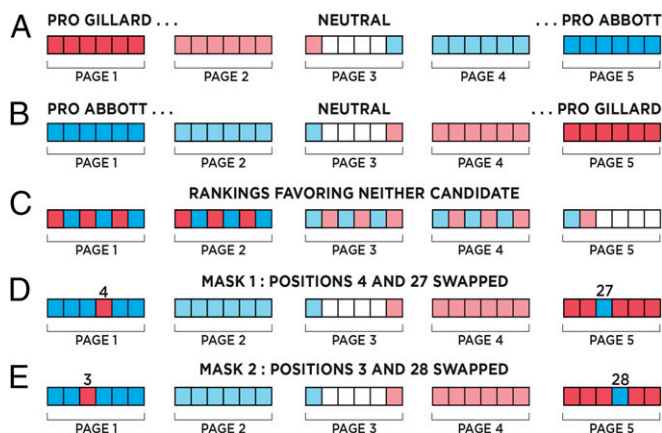 A PRO GILLARD . . . NEUTRAL . . . PRO ABBOTT
PAGE 1 PAGE 2 PAGE 3 PAGE 4 PAGE 5
B PRO ABBOTT . . . NEUTRAL . . . PRO GILLARD
PAGE 1 PAGE 2 PAGE 3 PAGE 4 PAGE 5
C RANKINGS FAVORING NEITHER CANDIDATE
PAGE 1 PAGE 2 PAGE 3 PAGE 4 PAGE 5
D MASK 1 : POSITIONS 4 AND 27 SWAPPED
4 27
PAGE 1 PAGE 2 PAGE 3 PAGE 4 PAGE 5
E MASK 2 : POSITIONS 3 AND 28 SWAPPED
3 28
PAGE 1 PAGE 2 PAGE 3 PAGE 4 PAGE 5